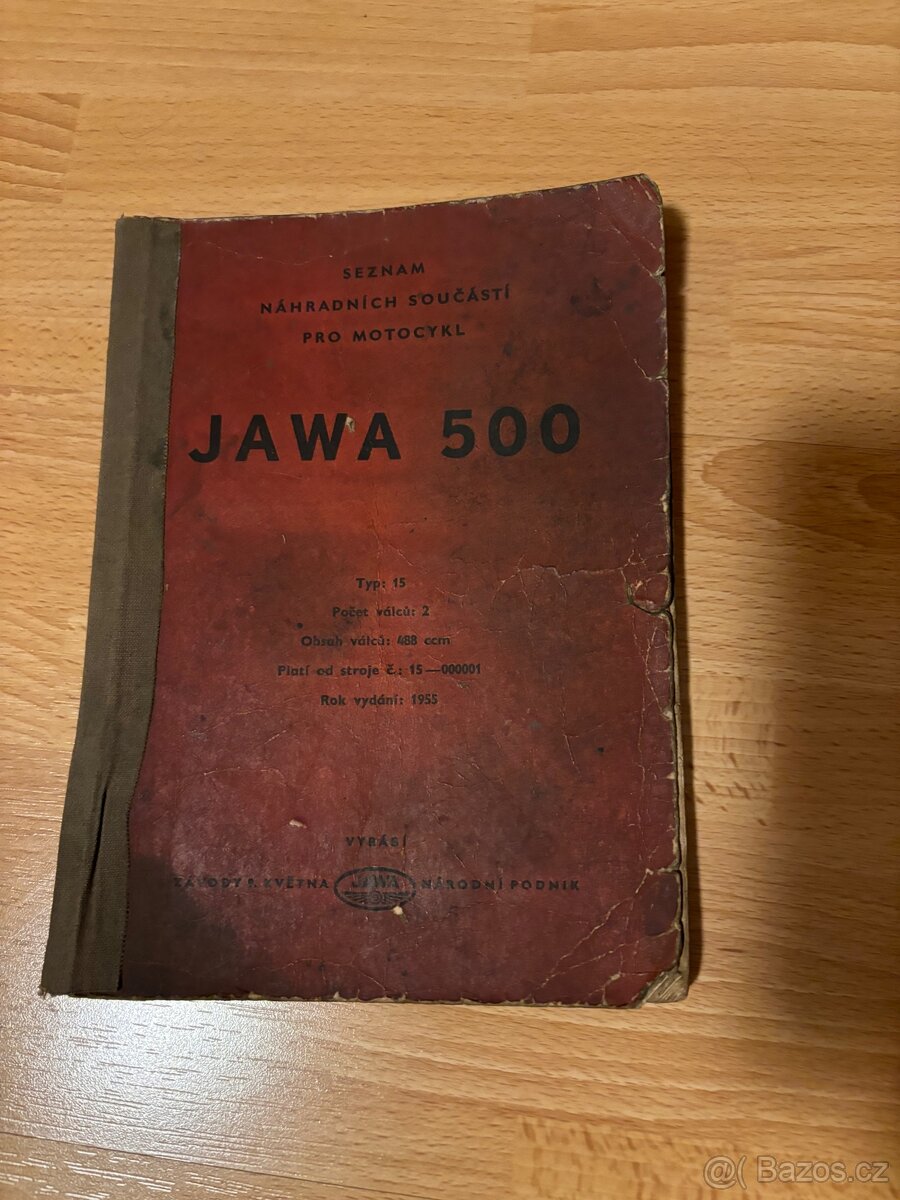 SEZNAM
NÁHRADNÍCH SOUČÁSTÍ
PRO MOTOCYKL
JAWA 500
Typ: 15
Počet válců: 2
Obsah válců: 488 ccm
Platí od stroje č.: 15—000001
Rok vydání: 1955
VYRÁBÍ
ZÁVODY 9. KVĚTNA JAWA NÁRODNÍ PODNIK
@( Bazos.cz